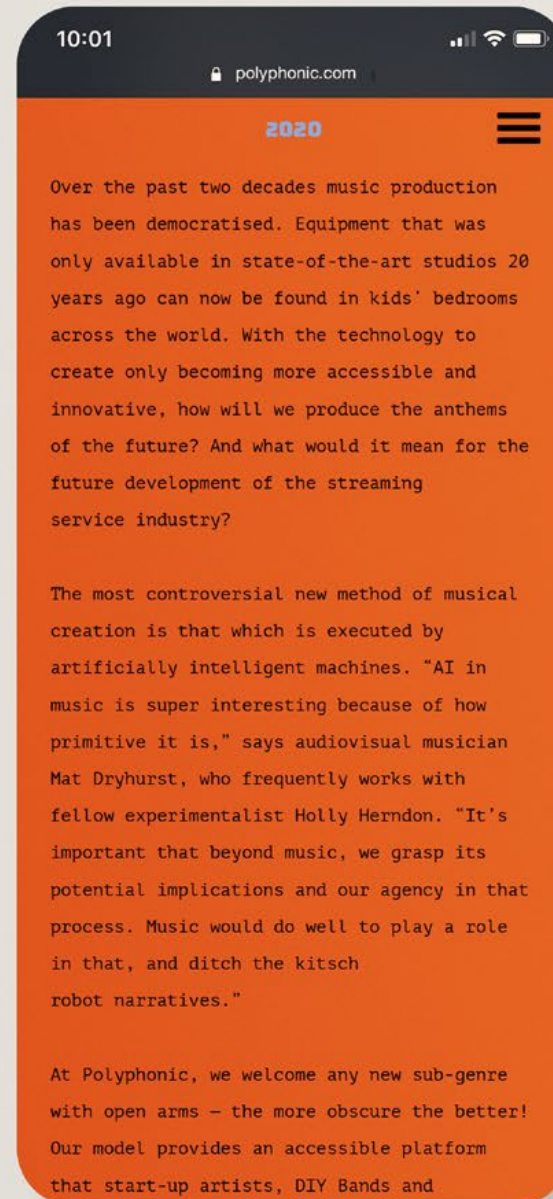 10:01
polyphonic.com
2020
Over the past two decades music production
has been democratised. Equipment that was
only available in state-of-the-art studios 20
years ago can now be found in kids' bedrooms
across the world. With the technology to
create only becoming more accessible and
innovative, how will we produce the anthems
of the future? And what would it mean for the
future development of the streaming
service industry?
The most controversial new method of musical
creation is that which is executed by
artificially intelligent machines. “AI in
music is super interesting because of how
primitive it is,” says audiovisual musician
Mat Dryhurst, who frequently works with
fellow experimentalist Holly Herndon. “It's
important that beyond music, we grasp its
potential implications and our agency in that
process. Music would do well to play a role
in that, and ditch the kitsch
robot narratives.”
At Polyphonic, we welcome any new sub-genre
with open arms – the more obscure the better!
Our model provides an accessible platform
that start-up artists, DIY Bands and